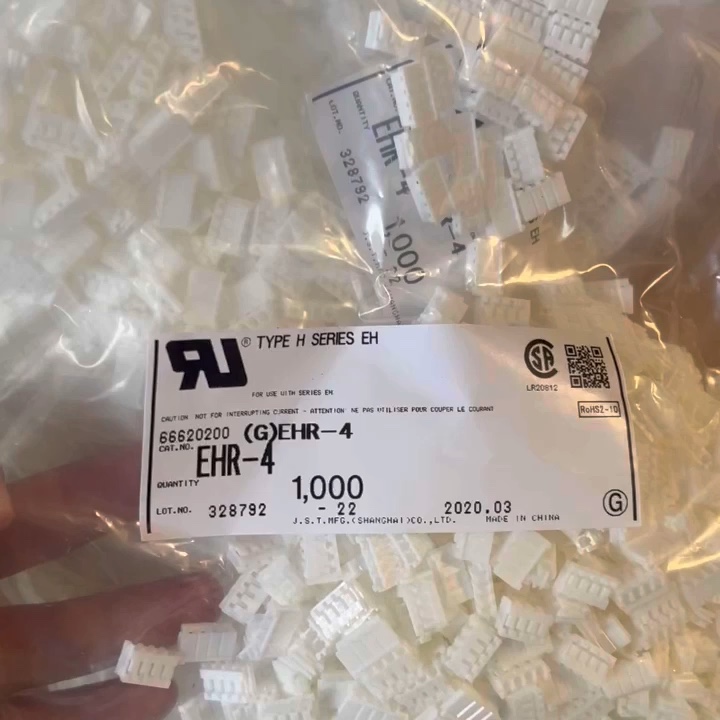 LOT.NO. 328792
QUANTITY 1,000
EHR-4
® TYPE H SERIES EH
FOR USE WITH SERIES EH
LR20812
CAUTION NOT FOR INTERRUPTING CURRENT - ATTENTION NE PAS UTILISER POUR COUPER LE COURANT
RoHS2-10
66620200 (G)EHR-4
CAT.NO. EHR-4
QUANTITY 1,000
LOT.NO. 328792 - 22 2020.03
J.S.T.MFG.(SHANGHAI)CO.,LTD. MADE IN CHINA
G